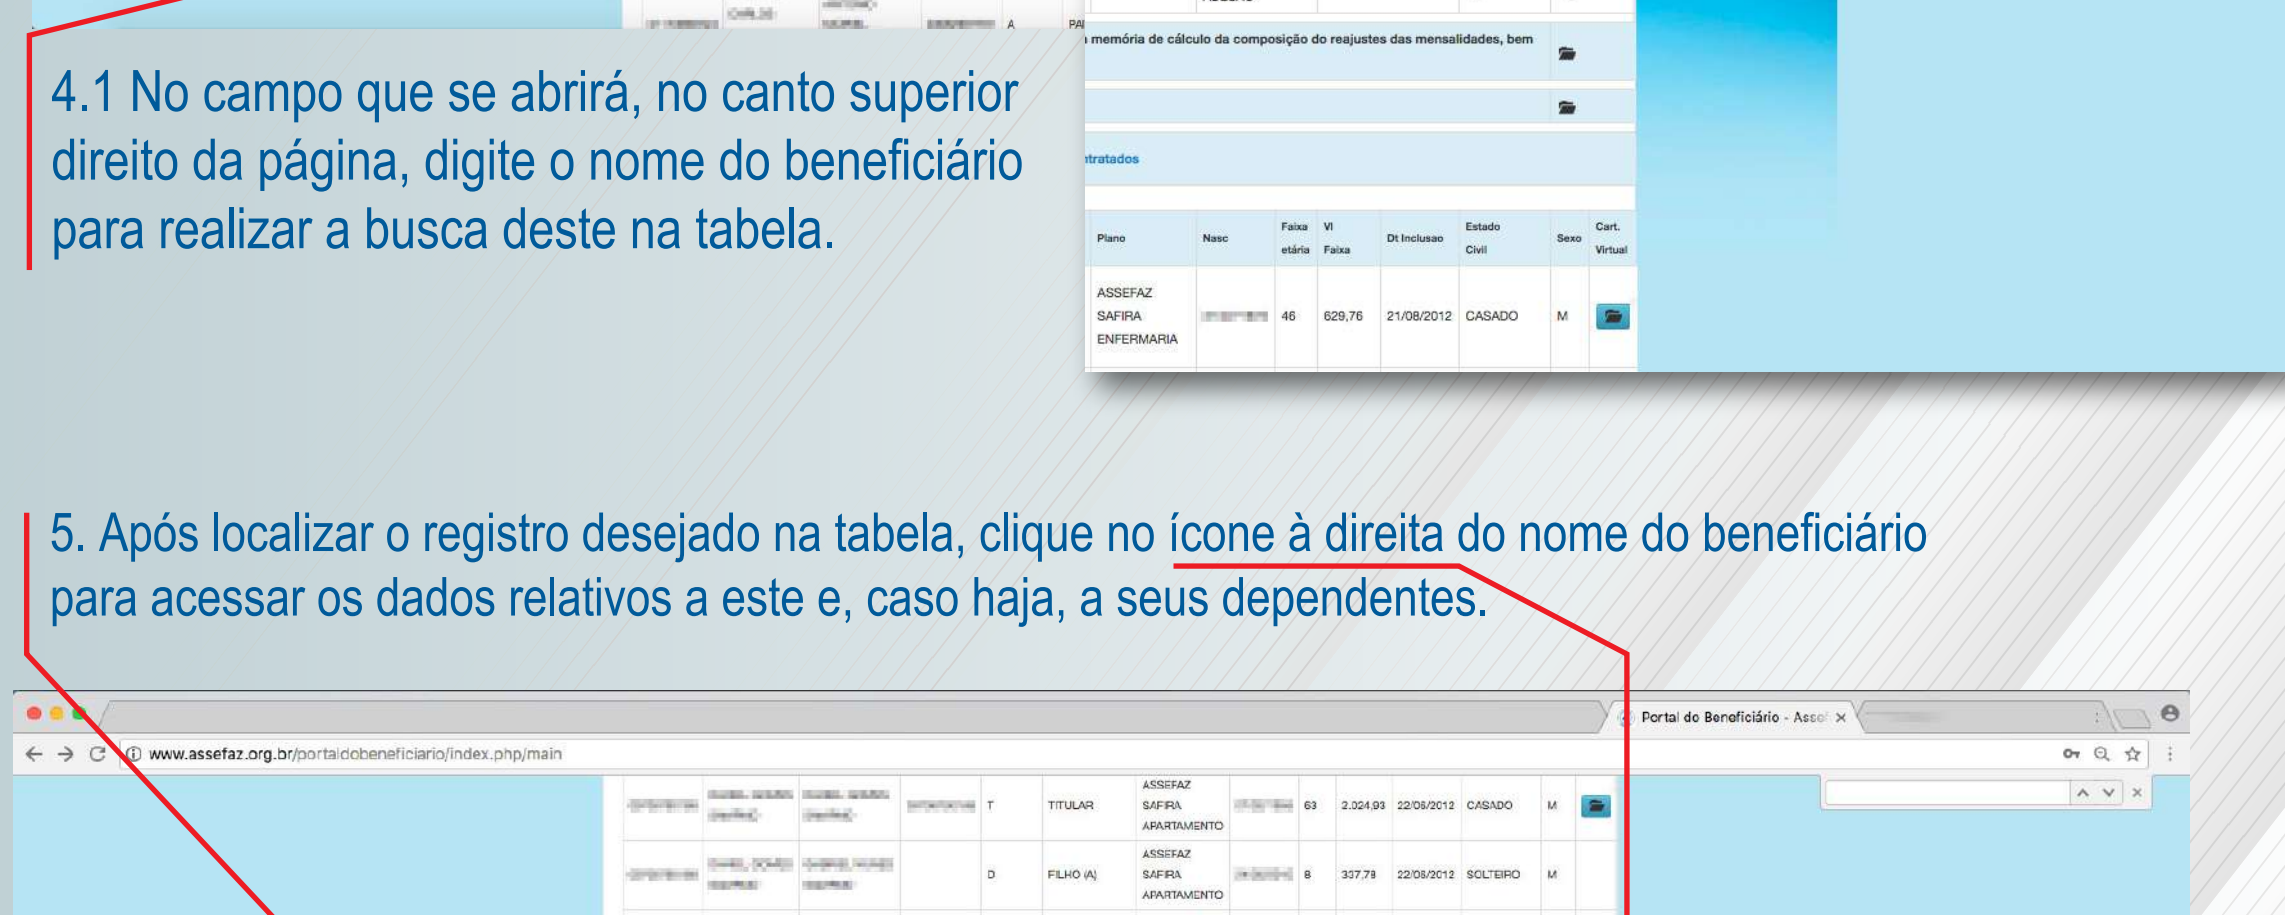 A
PA
memória de cálculo da composição do reajustes das mensalidades, bem
4.1 No campo que se abrirá, no canto superior
direito da página, digite o nome do beneficiário
para realizar a busca deste na tabela.
tratados
Plano Nasc Faixa etária Vl Faixa Dt Inclusao Estado Civil Sexo Cart. Virtual
ASSEFAZ
SAFIRA 46 629,76 21/08/2012 CASADO M
ENFERMARIA
5. Após localizar o registro desejado na tabela, clique no ícone à direita do nome do beneficiário
para acessar os dados relativos a este e, caso haja, a seus dependentes.
Portal do Beneficiário - Assef
www.assefaz.org.br/portaldobeneficiario/index.php/main
ASSEFAZ
T TITULAR SAFIRA 63 2.024,93 22/06/2012 CASADO M
APARTAMENTO
ASSEFAZ
D FILHO (A) SAFIRA 8 337,78 22/06/2012 SOLTEIRO M
APARTAMENTO